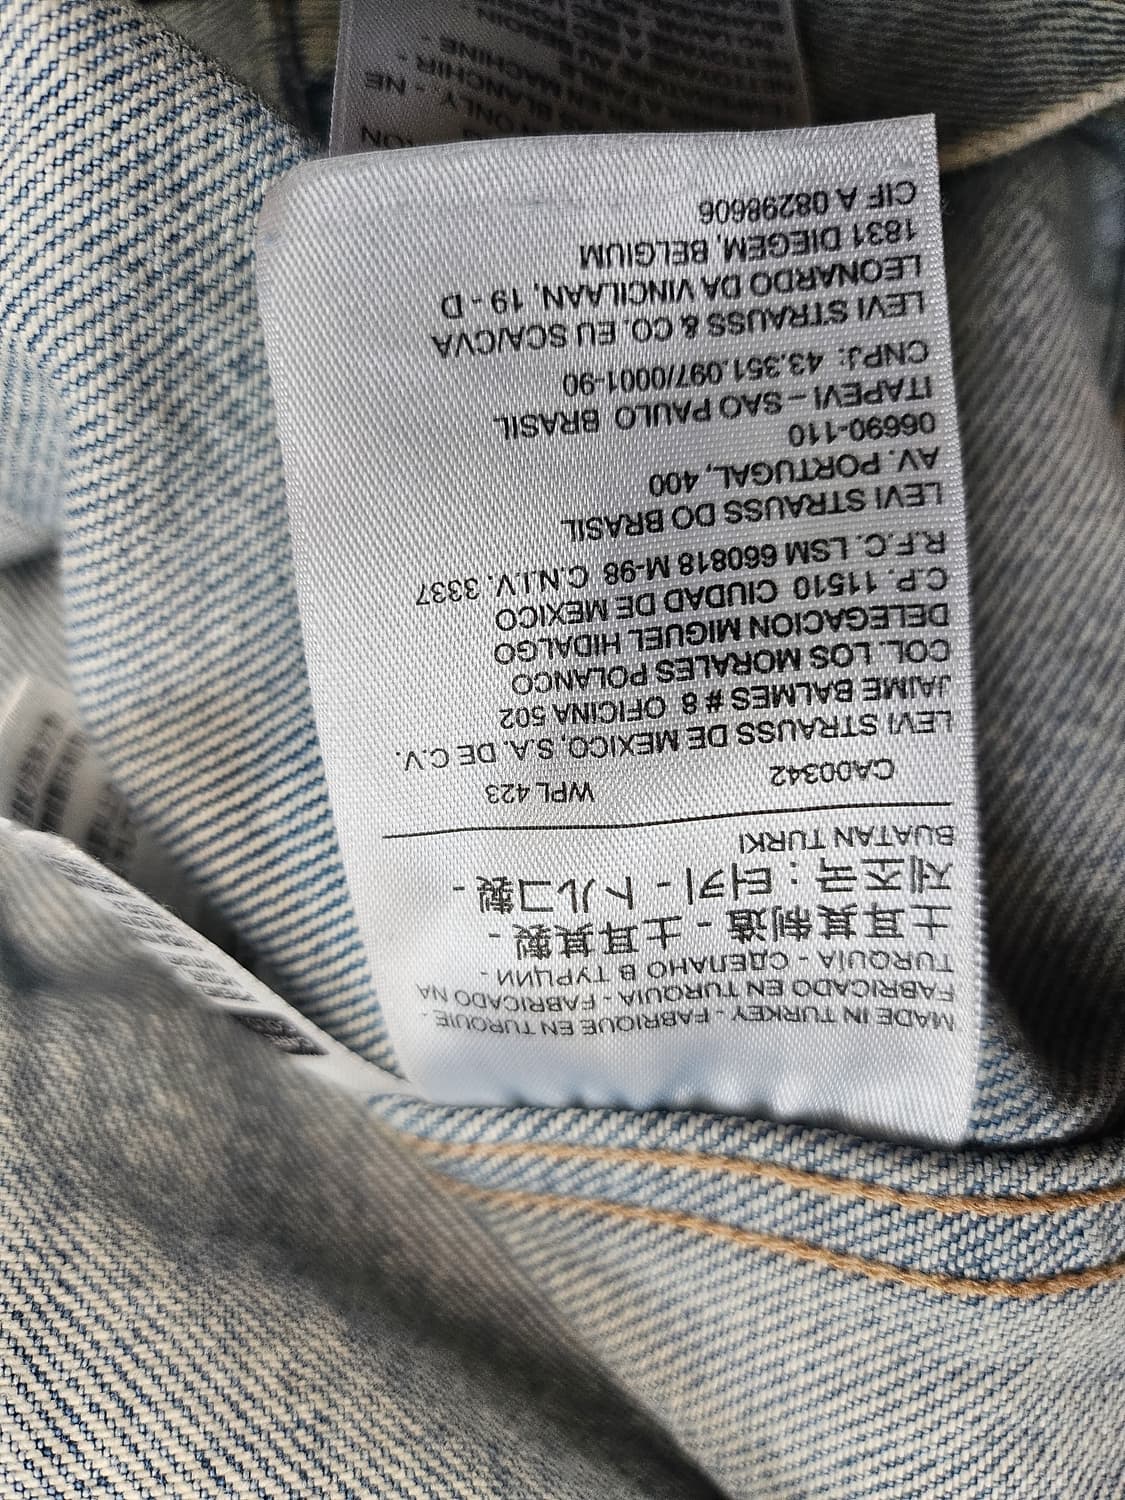 MADE IN TURKEY - FABRIQUE EN TURQUIE -
FABRICADO EN TURQUIA - FABRICADO NA
TURQUIA - СДЕЛАНО В ТУРЦИИ -
土耳其制造 - 土耳其製 -
제조국 : 터키 - トルコ製 -
BUATAN TURKI
CA00342 WPL 423
LEVI STRAUSS DE MEXICO, S.A. DE C.V.
JAIME BALMES # 8 OFICINA 502
COL. LOS MORALES POLANCO
DELEGACION MIGUEL HIDALGO
C.P. 11510 CIUDAD DE MEXICO
R.F.C. LSM 660818 M-98 C.N.I.V. 3337
LEVI STRAUSS DO BRASIL
AV. PORTUGAL, 400
06690-110
ITAPEVI – SAO PAULO BRASIL
CNPJ: 43.351.097/0001-90
LEVI STRAUSS & CO. EU SCA/CVA
LEONARDO DA VINCILAAN, 19 - D
1831 DIEGEM, BELGIUM
CIF A 08298606